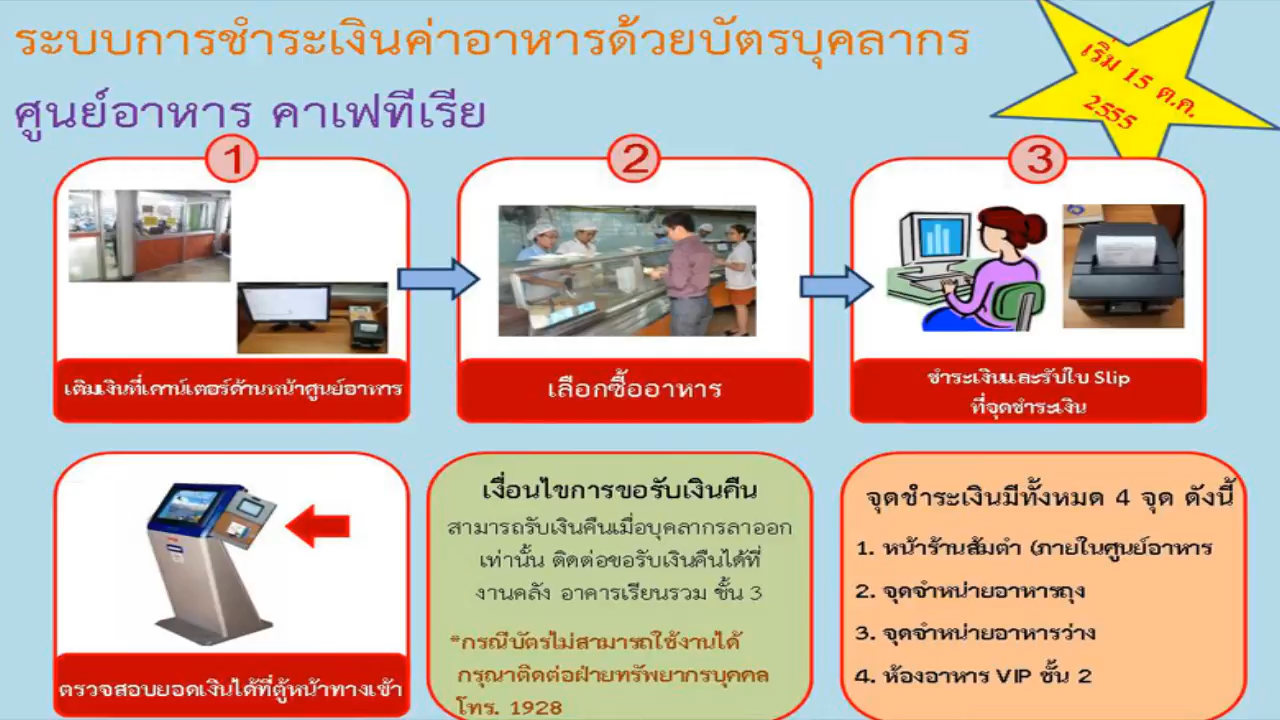 ระบบการชำระเงินค่าอาหารด้วยบัตรบุคลากร
ศูนย์อาหาร คาเฟทีเรีย
เริ่ม 15 ต.ค.
2555
1
2
3
เติมเงินที่เคาน์เตอร์ด้านหน้าศูนย์อาหาร
เลือกซื้ออาหาร
ชำระเงินและรับใบ Slip
ที่จุดชำระเงิน
ตรวจสอบยอดเงินได้ที่ตู้หน้าทางเข้า
เงื่อนไขการขอรับเงินคืน
สามารถรับเงินคืนเมื่อบุคลากรลาออก
เท่านั้น ติดต่อขอรับเงินคืนได้ที่
งานคลัง อาคารเรียนรวม ชั้น 3
*กรณีบัตรไม่สามารถใช้งานได้
กรุณาติดต่อฝ่ายทรัพยากรบุคคล
โทร. 1928
จุดชำระเงินมีทั้งหมด 4 จุด ดังนี้
1. หน้าร้านส้มตำ (ภายในศูนย์อาหาร
2. จุดจำหน่ายอาหารถุง
3. จุดจำหน่ายอาหารว่าง
4. ห้องอาหาร VIP ชั้น 2